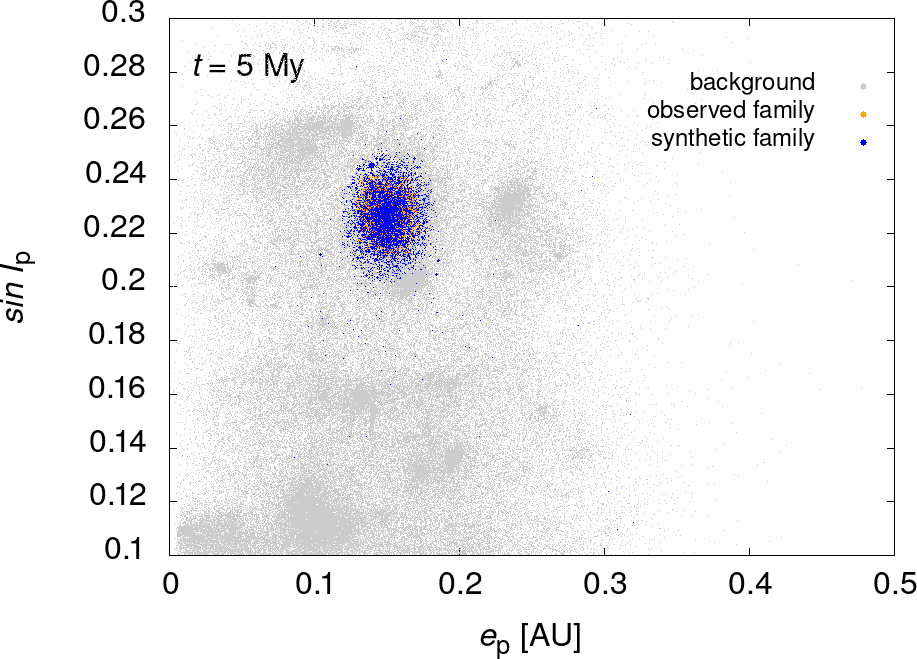 0.3
0.28
0.26
0.24
0.22
0.2
0.18
0.16
0.14
0.12
0.1
sin Ip
t = 5 My
background
observed family
synthetic family
0 0.1 0.2 0.3 0.4 0.5
ep [AU]